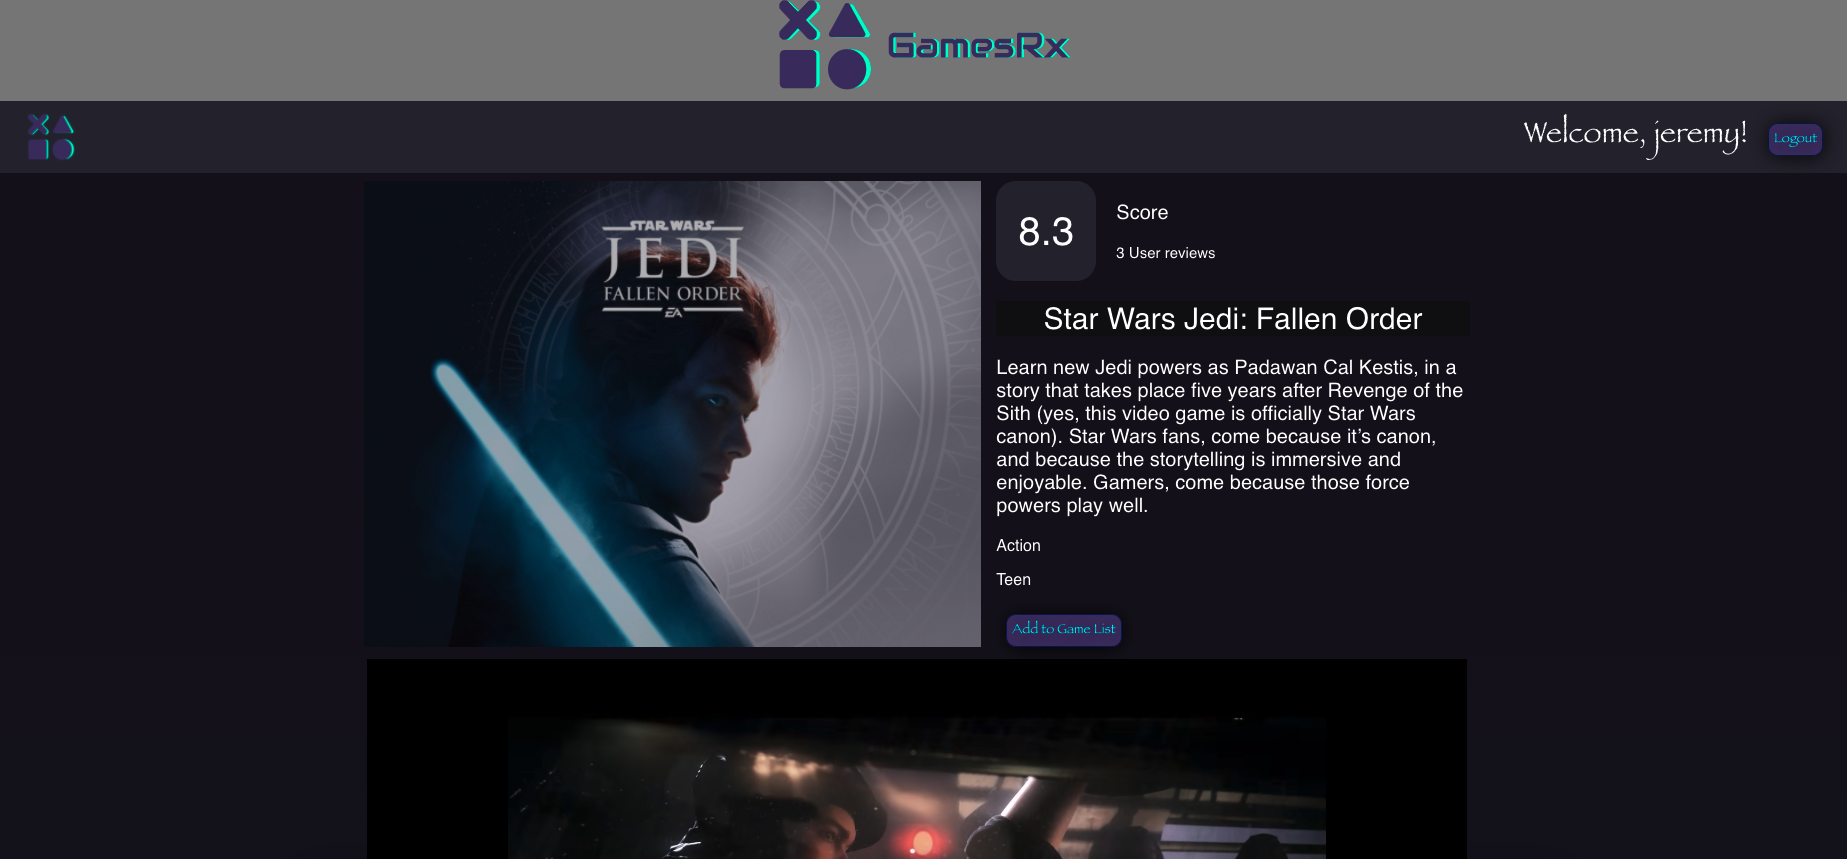 GamesRx
Welcome, jeremy!
Logout
STAR WARS
JEDI
FALLEN ORDER
EA
8.3
Score
3 User reviews
Star Wars Jedi: Fallen Order
Learn new Jedi powers as Padawan Cal Kestis, in a
story that takes place five years after Revenge of the
Sith (yes, this video game is officially Star Wars
canon). Star Wars fans, come because it’s canon,
and because the storytelling is immersive and
enjoyable. Gamers, come because those force
powers play well.
Action
Teen
Add to Game List